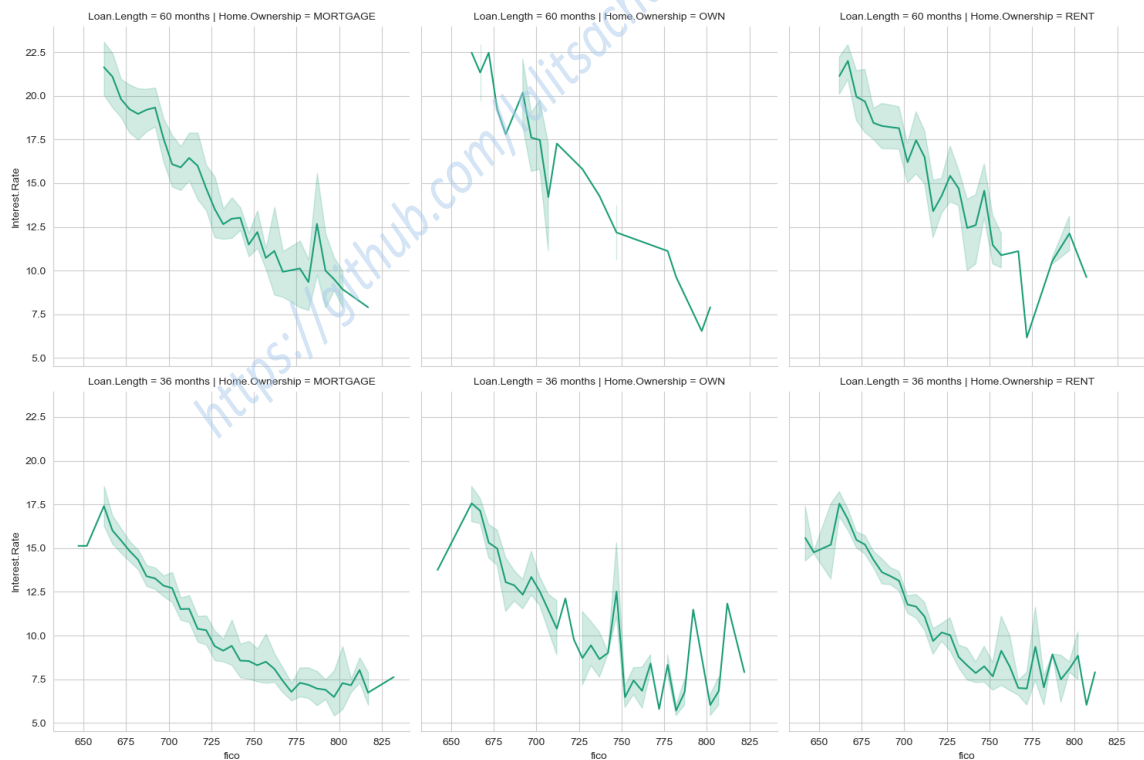 Loan.Length = 60 months | Home.Ownership = MORTGAGE
Loan.Length = 60 months | Home.Ownership = OWN
Loan.Length = 60 months | Home.Ownership = RENT
22.5
20.0
17.5
15.0
12.5
10.0
7.5
5.0
Interest.Rate
https://github.com/lalitsach
Loan.Length = 36 months | Home.Ownership = MORTGAGE
Loan.Length = 36 months | Home.Ownership = OWN
Loan.Length = 36 months | Home.Ownership = RENT
22.5
20.0
17.5
15.0
12.5
10.0
7.5
5.0
Interest.Rate
650 675 700 725 750 775 800 825
650 675 700 725 750 775 800 825
650 675 700 725 750 775 800 825
fico
fico
fico